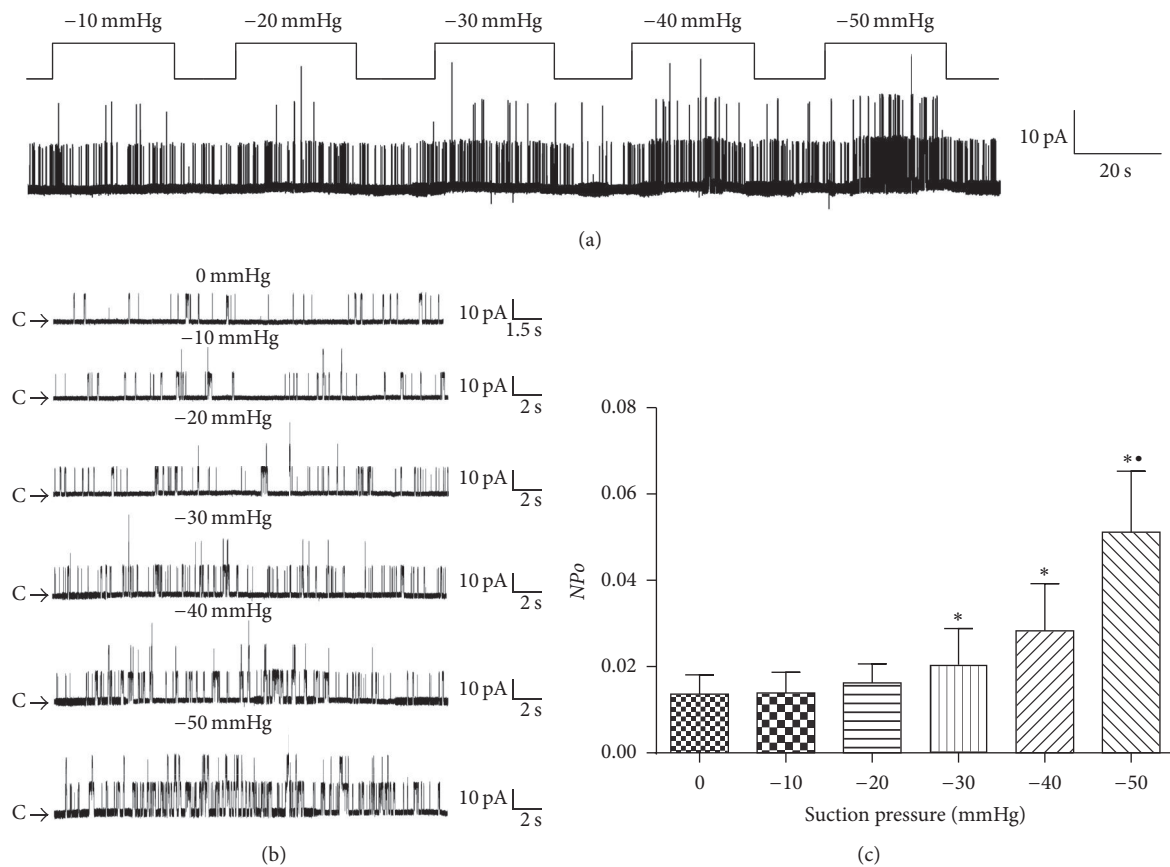 −10 mmHg −20 mmHg −30 mmHg −40 mmHg −50 mmHg
10 pA
20 s
(a)
0 mmHg
C → 10 pA
1.5 s
−10 mmHg
C → 10 pA
2 s
−20 mmHg
C → 10 pA
2 s
−30 mmHg
C → 10 pA
2 s
−40 mmHg
C → 10 pA
2 s
−50 mmHg
C → 10 pA
2 s
(b)
0.08
0.06
0.04
0.02
0.00
NPo
* * *•
0 −10 −20 −30 −40 −50
Suction pressure (mmHg)
(c)